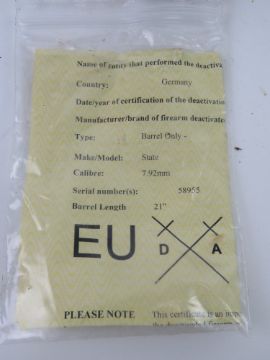 Name of entity that performed the deactiva
Country: Germany
Date/year of certification of the deactivation
Manufacturer/brand of firearm deactivated
Type: Barrel Only -
Make/Model: State
Calibre: 7.92mm
Serial number(s): 58955
Barrel Length 21"
EU D A
PLEASE NOTE This certificate is an impo